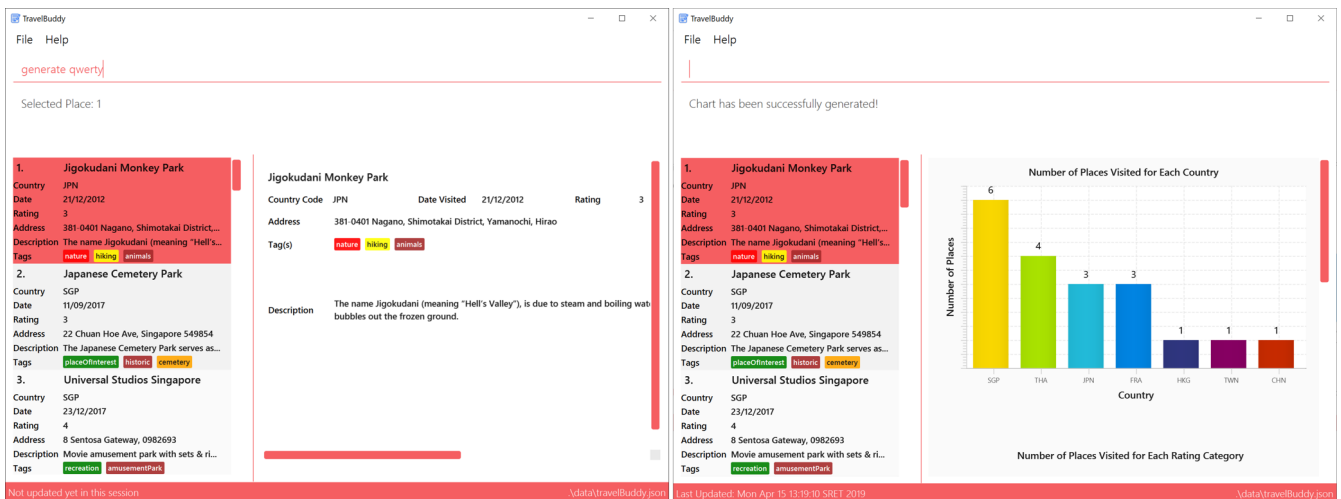 TravelBuddy
File Help
generate qwerty
Selected Place: 1
1. Jigokudani Monkey Park
Country JPN
Date 21/12/2012
Rating 3
Address 381-0401 Nagano, Shimotakai District,...
Description The name Jigokudani (meaning "Hell's...
Tags nature hiking animals
2. Japanese Cemetery Park
Country SGP
Date 11/09/2017
Rating 3
Address 22 Chuan Hoe Ave, Singapore 549854
Description The Japanese Cemetery Park serves as...
Tags placeOfInterest historic cemetery
3. Universal Studios Singapore
Country SGP
Date 23/12/2017
Rating 4
Address 8 Sentosa Gateway, 0982693
Description Movie amusement park with sets & ri...
Tags recreation amusementPark
Jigokudani Monkey Park
Country Code JPN Date Visited 21/12/2012 Rating 3
Address 381-0401 Nagano, Shimotakai District, Yamanochi, Hirao
Tag(s) nature hiking animals
Description The name Jigokudani (meaning "Hell's Valley"), is due to steam and boiling wat
bubbles out the frozen ground.
Not updated yet in this session .\data\travelBuddy.json
TravelBuddy
File Help
Chart has been successfully generated!
1. Jigokudani Monkey Park
Country JPN
Date 21/12/2012
Rating 3
Address 381-0401 Nagano, Shimotakai District,...
Description The name Jigokudani (meaning "Hell's...
Tags nature hiking animals
2. Japanese Cemetery Park
Country SGP
Date 11/09/2017
Rating 3
Address 22 Chuan Hoe Ave, Singapore 549854
Description The Japanese Cemetery Park serves as...
Tags placeOfInterest historic cemetery
3. Universal Studios Singapore
Country SGP
Date 23/12/2017
Rating 4
Address 8 Sentosa Gateway, 0982693
Description Movie amusement park with sets & ri...
Tags recreation amusementPark
Number of Places Visited for Each Country
Number of Places
6
4
3 3
1 1 1
SGP THA JPN FRA HKG TWN CHN
Country
Number of Places Visited for Each Rating Category
Last Updated: Mon Apr 15 13:19:10 SRET 2019 .\data\travelBuddy.json